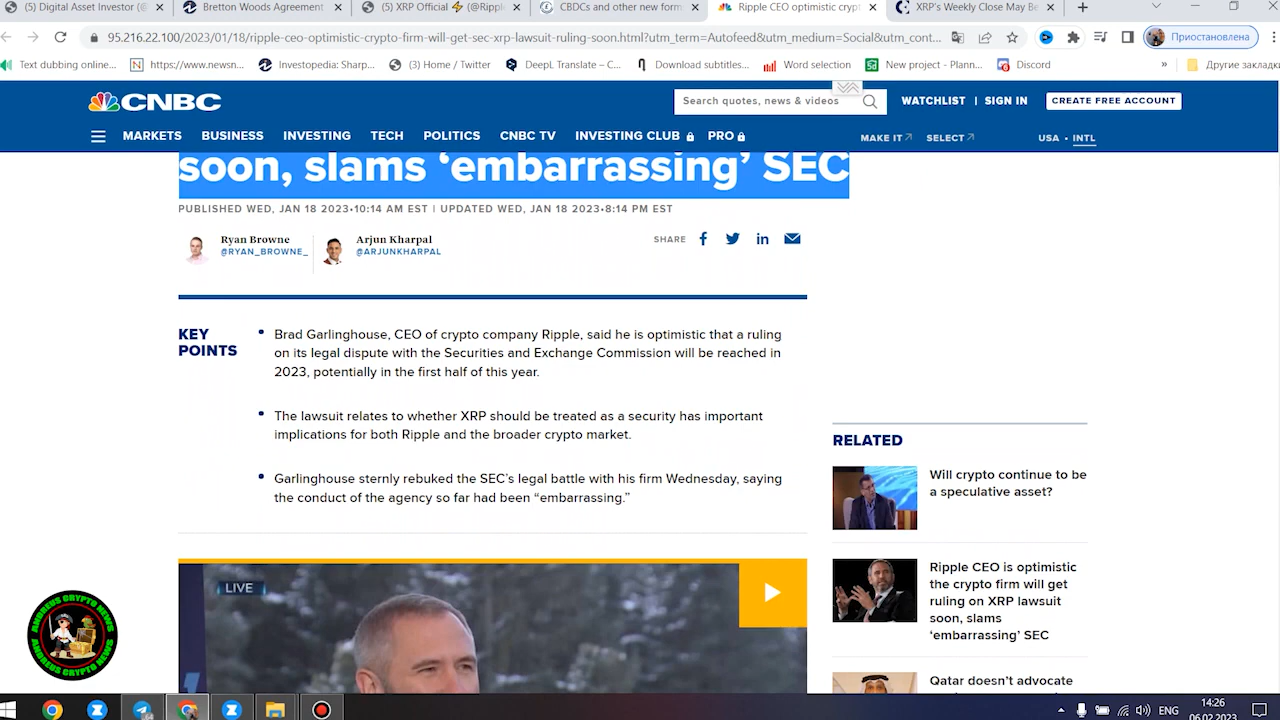 (5) Digital Asset Investor (@
Bretton Woods Agreement
(5) XRP Official ⚡ (@Rippl
CBDCs and other new form
Ripple CEO optimistic crypt
XRP's Weekly Close May Be
95.216.22.100/2023/01/18/ripple-ceo-optimistic-crypto-firm-will-get-sec-xrp-lawsuit-ruling-soon.html?utm_term=Autofeed&utm_medium=Social&utm_cont...
Приостановлена
Text dubbing online...
https://www.newsn...
Investopedia: Sharp...
(3) Home / Twitter
DeepL Translate – C...
Download subtitles...
Word selection
New project - Plann...
Discord
»
Другие закладки
CNBC
Search quotes, news & videos
WATCHLIST | SIGN IN
CREATE FREE ACCOUNT
MARKETS BUSINESS INVESTING TECH POLITICS CNBC TV INVESTING CLUB PRO
MAKE IT SELECT
USA • INTL
soon, slams ‘embarrassing’ SEC
PUBLISHED WED, JAN 18 2023•10:14 AM EST | UPDATED WED, JAN 18 2023•8:14 PM EST
Ryan Browne
@RYAN_BROWNE_
Arjun Kharpal
@ARJUNKHARPAL
SHARE
KEY
POINTS
• Brad Garlinghouse, CEO of crypto company Ripple, said he is optimistic that a ruling
on its legal dispute with the Securities and Exchange Commission will be reached in
2023, potentially in the first half of this year.
• The lawsuit relates to whether XRP should be treated as a security has important
implications for both Ripple and the broader crypto market.
• Garlinghouse sternly rebuked the SEC’s legal battle with his firm Wednesday, saying
the conduct of the agency so far had been “embarrassing.”
LIVE
RELATED
Will crypto continue to be
a speculative asset?
Ripple CEO is optimistic
the crypto firm will get
ruling on XRP lawsuit
soon, slams
‘embarrassing’ SEC
Qatar doesn’t advocate
ANDREUS CRYPTO NEWS
ANDREUS CRYPTO NEWS
ENG
14:26
06.02.2023